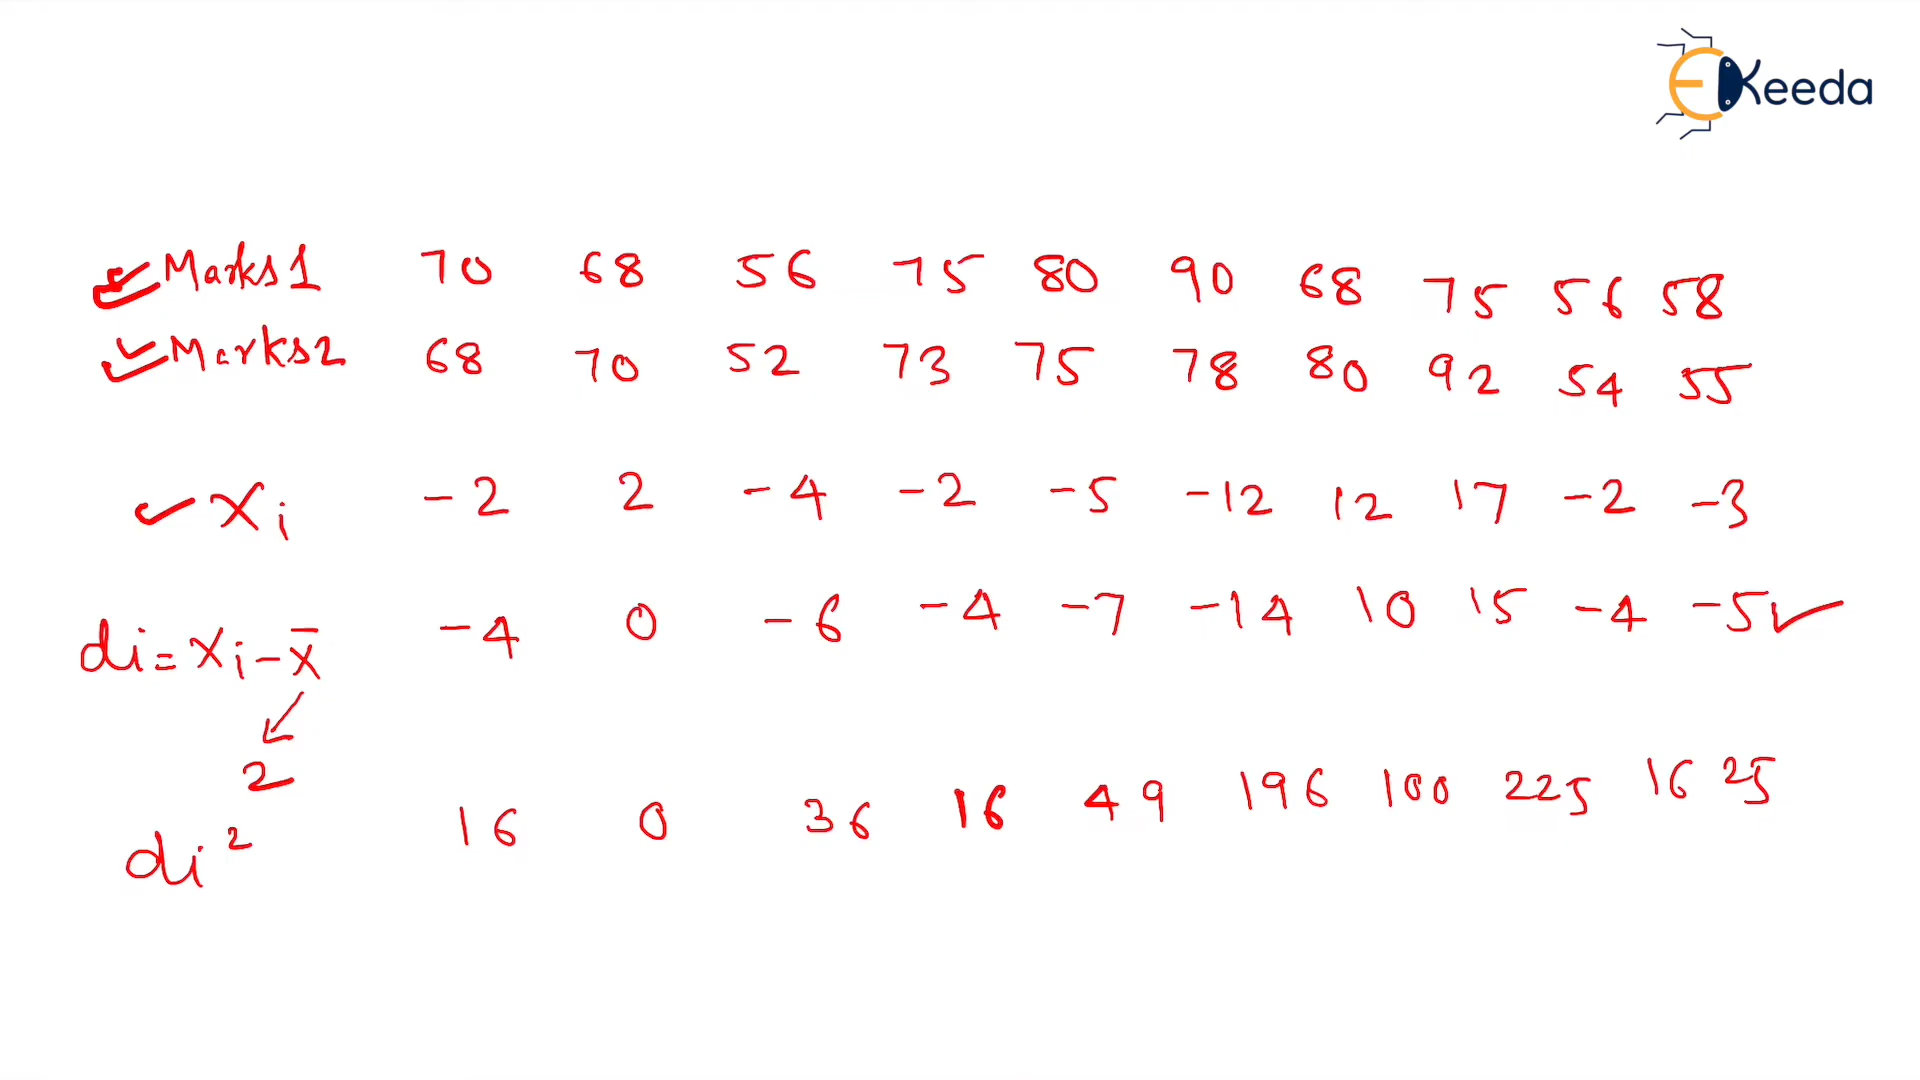 EKeeda
Marks1 70 68 56 75 80 90 68 75 56 58
Marks2 68 70 52 73 75 78 80 92 54 55
Xi -2 2 -4 -2 -5 -12 12 17 -2 -3
di = Xi - X̄ -4 0 -6 -4 -7 -14 10 15 -4 -5
2
di² 16 0 36 16 49 196 100 225 16 25